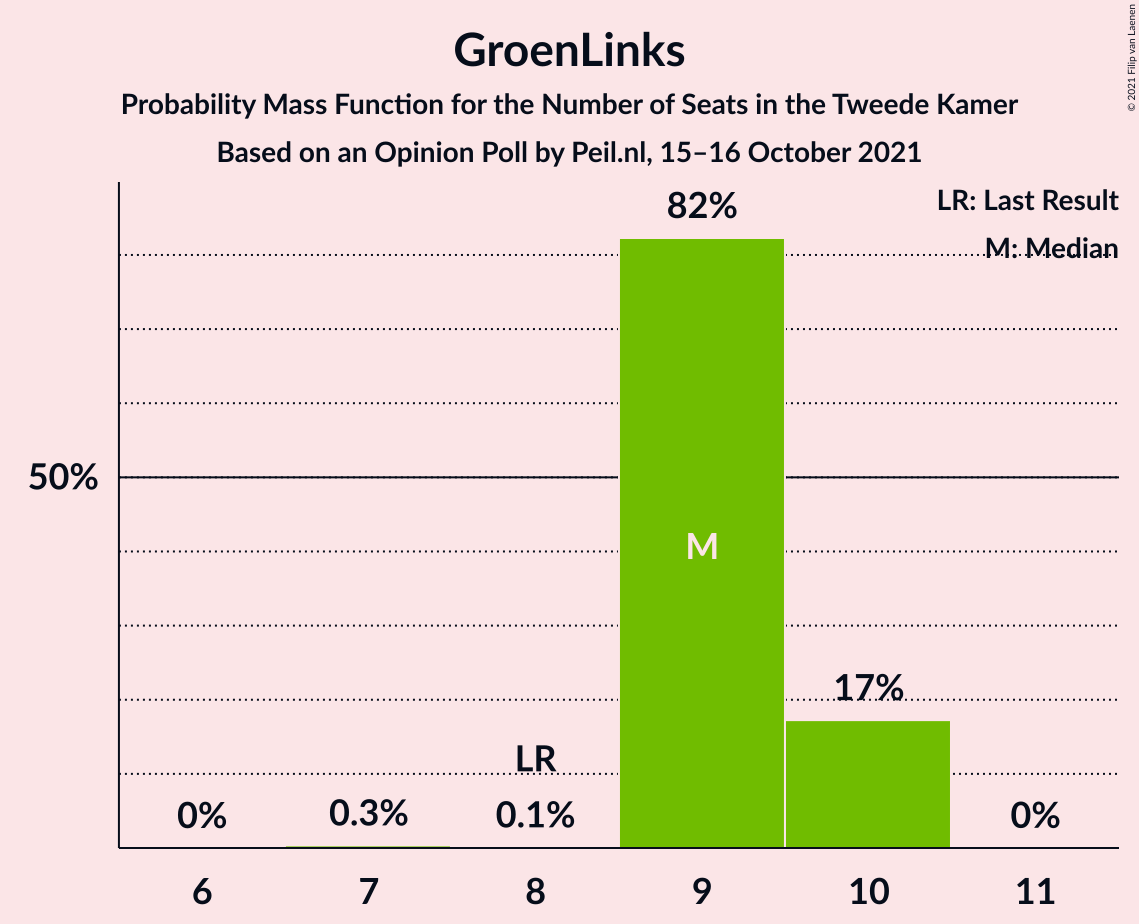 GroenLinks
Probability Mass Function for the Number of Seats in the Tweede Kamer
Based on an Opinion Poll by Peil.nl, 15–16 October 2021
© 2021 Filip van Laenen
LR: Last Result
M: Median
82%
50%
M
17%
LR
0% 0.3% 0.1% 0%
6 7 8 9 10 11